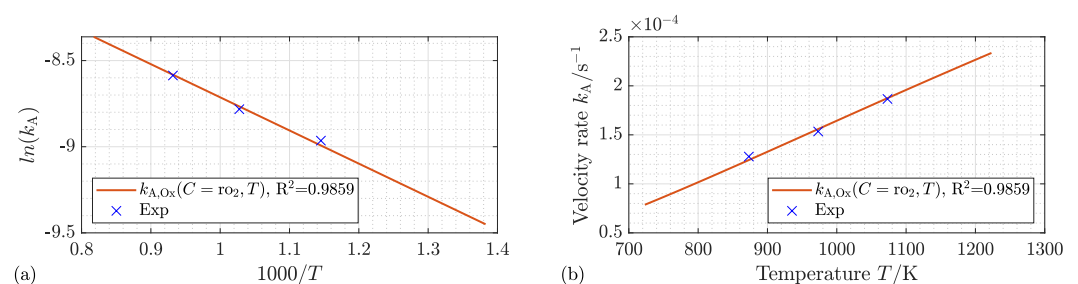 -8.5
-9
-9.5
0.8 0.9 1 1.1 1.2 1.3 1.4
ln(k_A)
1000/T
k_A,Ox(C = ro₂, T), R²=0.9859
Exp
(a)
×10⁻⁴
2.5
2
1.5
1
0.5
700 800 900 1000 1100 1200 1300
Velocity rate k_A/s⁻¹
Temperature T/K
k_A,Ox(C = ro₂, T), R²=0.9859
Exp
(b)